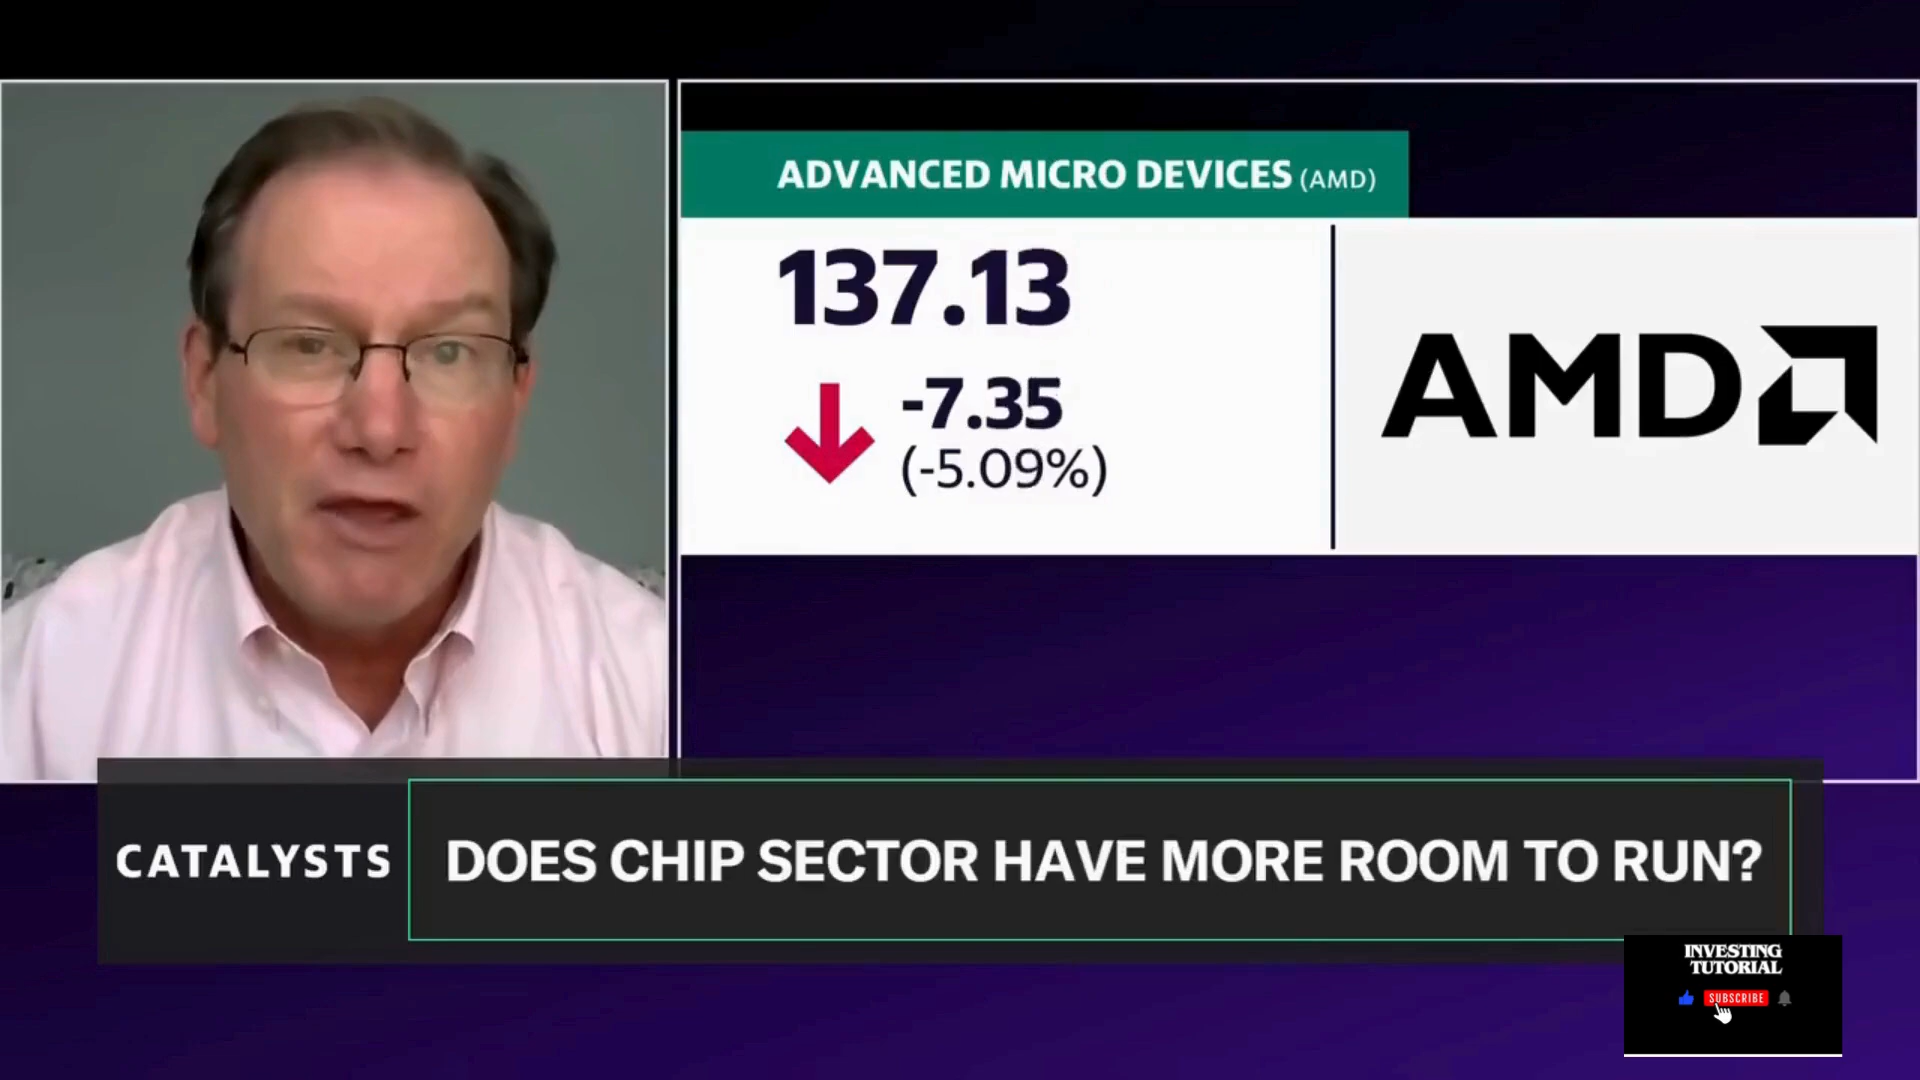 ADVANCED MICRO DEVICES (AMD)
137.13
-7.35
(-5.09%)
AMD
CATALYSTS
DOES CHIP SECTOR HAVE MORE ROOM TO RUN?
INVESTING
TUTORIAL
SUBSCRIBE